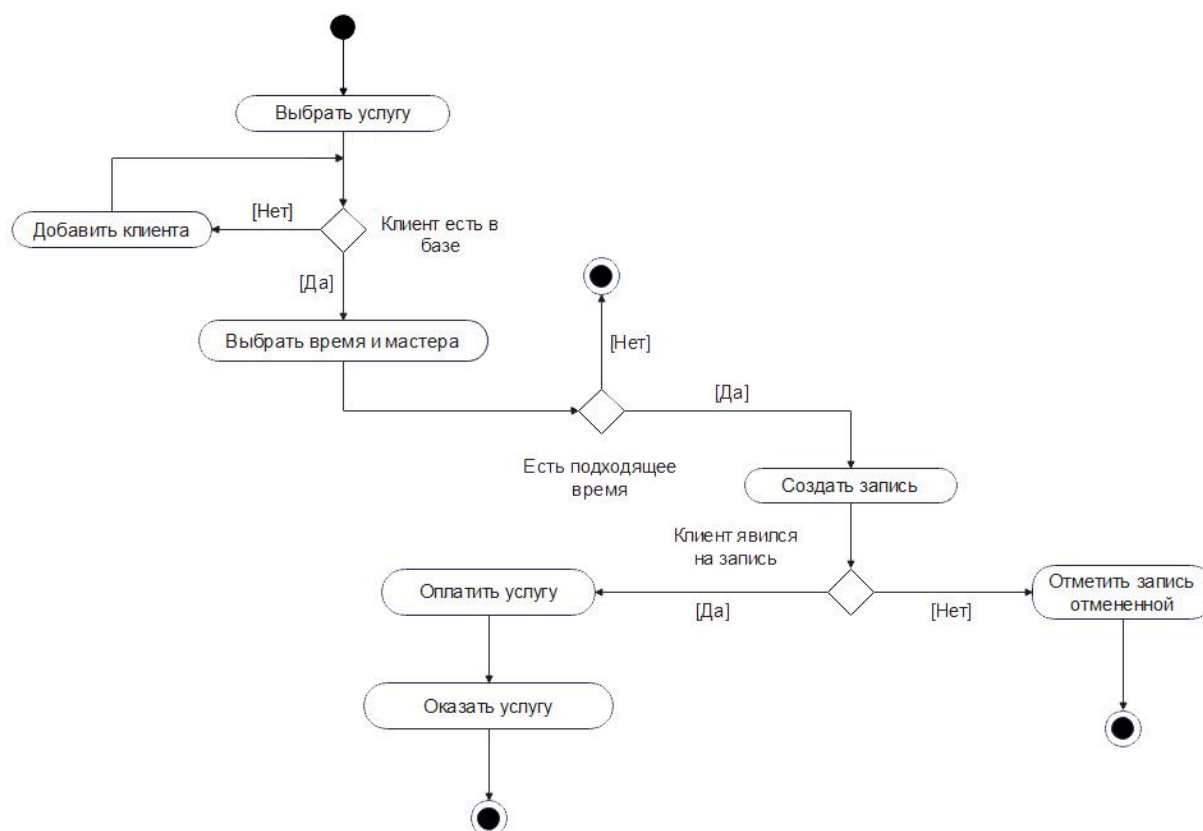 Выбрать услугу
[Нет]
Добавить клиента
Клиент есть в
базе
[Да]
Выбрать время и мастера
[Нет]
[Да]
Есть подходящее
время
Создать запись
Клиент явился
на запись
Оплатить услугу
[Да]
[Нет]
Отметить запись
отмененной
Оказать услугу